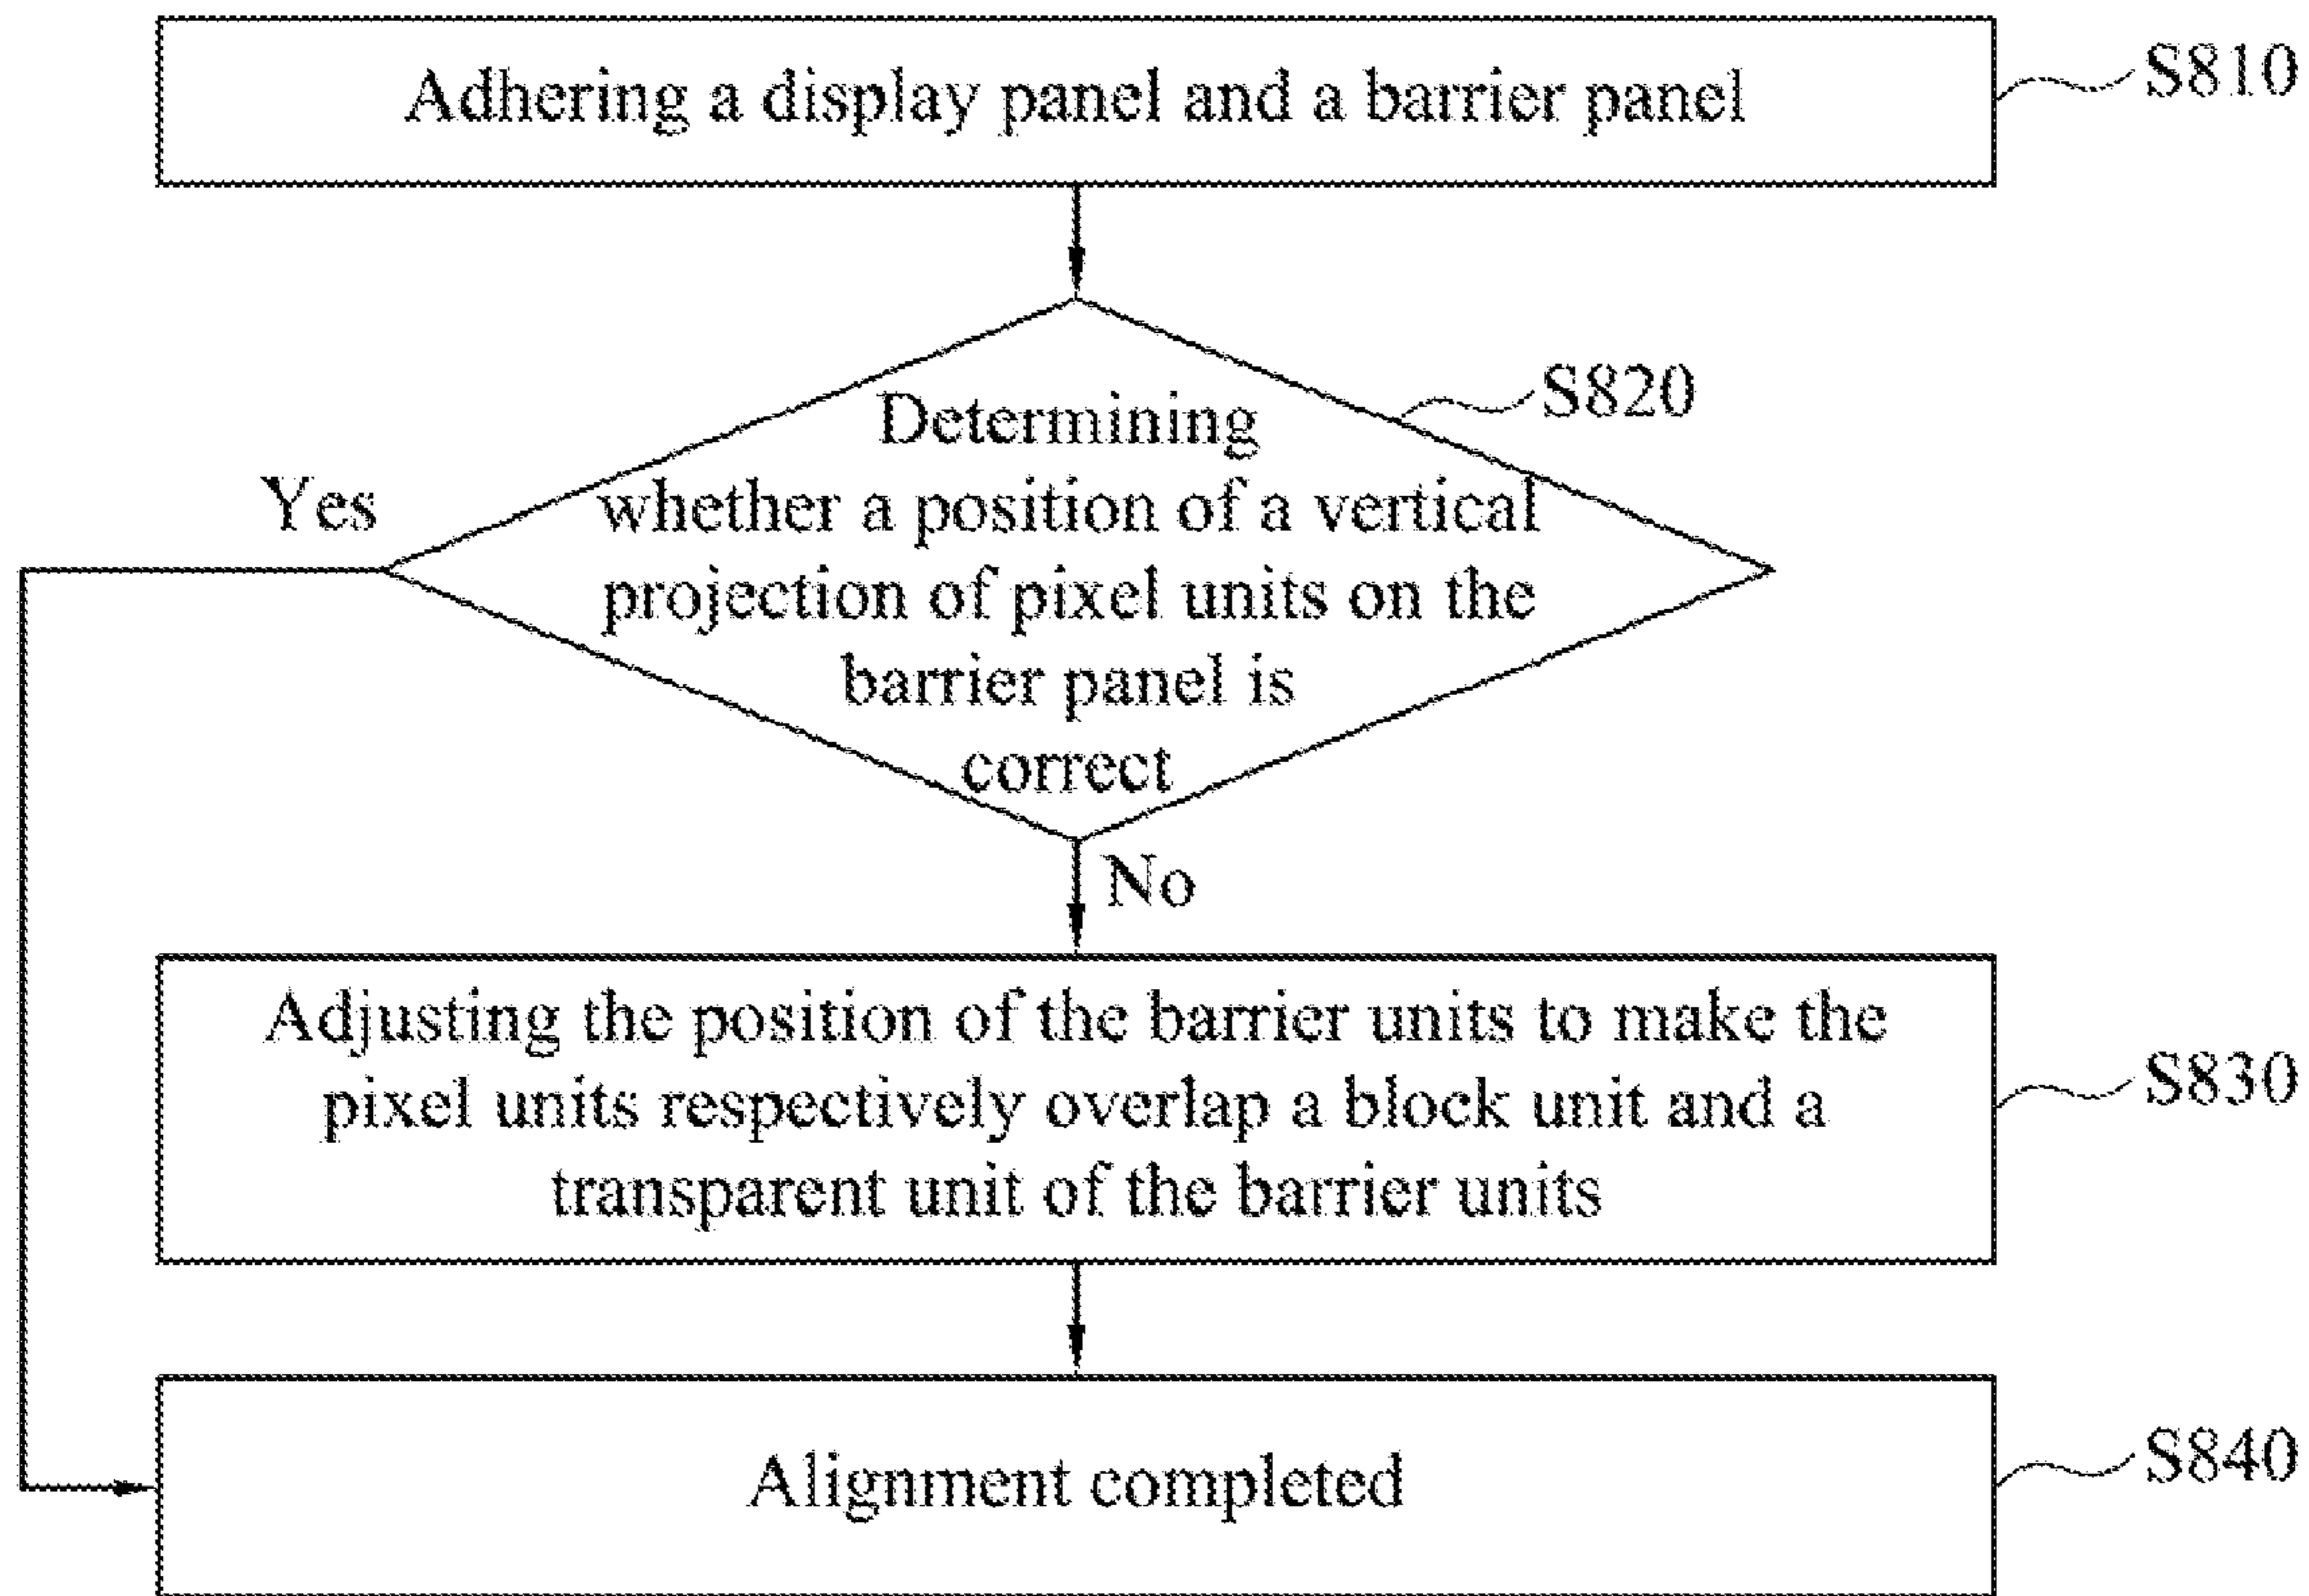 Adhering a display panel and a barrier panel
S810
S820
Determining
whether a position of a vertical
projection of pixel units on the
barrier panel is
correct
Yes
No
Adjusting the position of the barrier units to make the
pixel units respectively overlap a block unit and a
transparent unit of the barrier units
S830
Alignment completed
S840